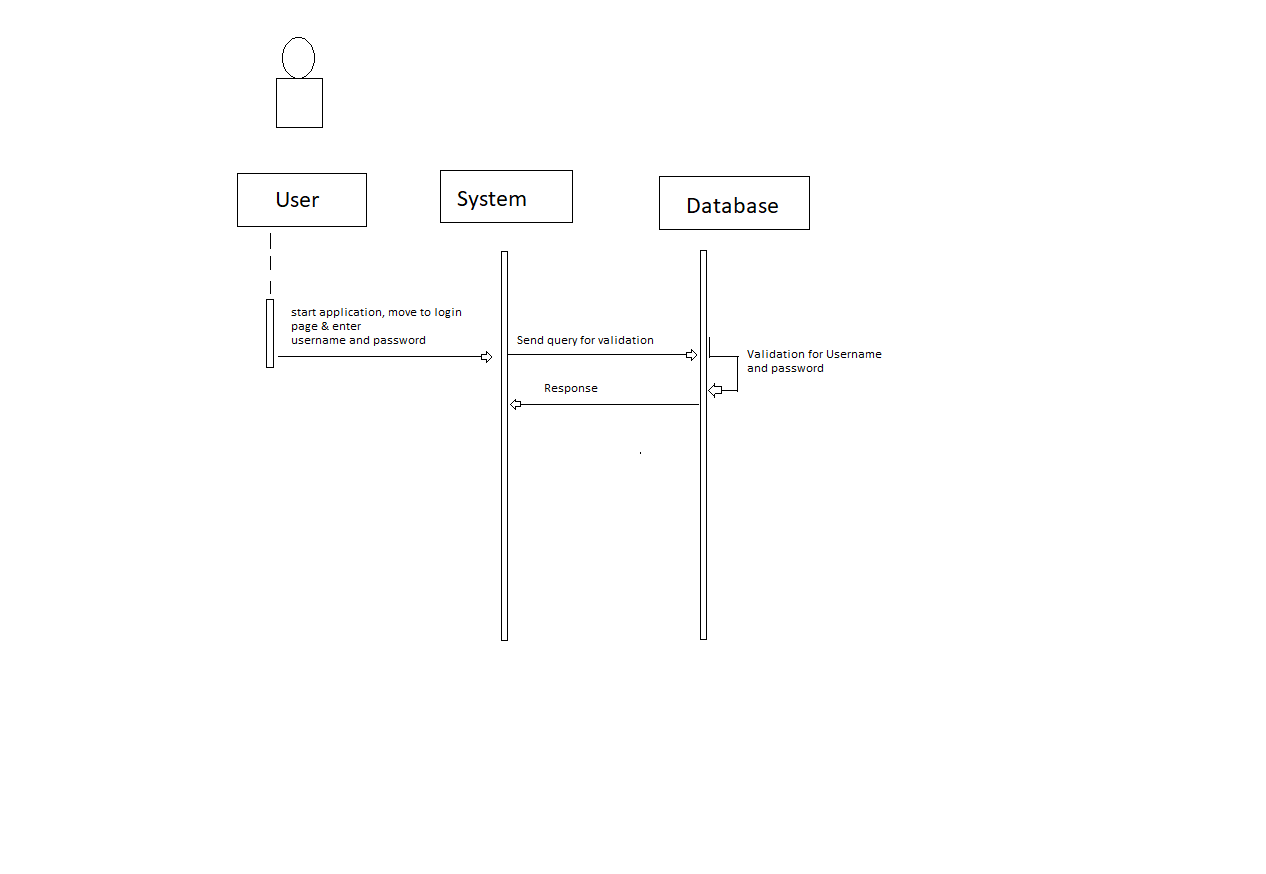 User
System
Database
start application, move to login
page & enter
username and password
Send query for validation
Validation for Username
and password
Response